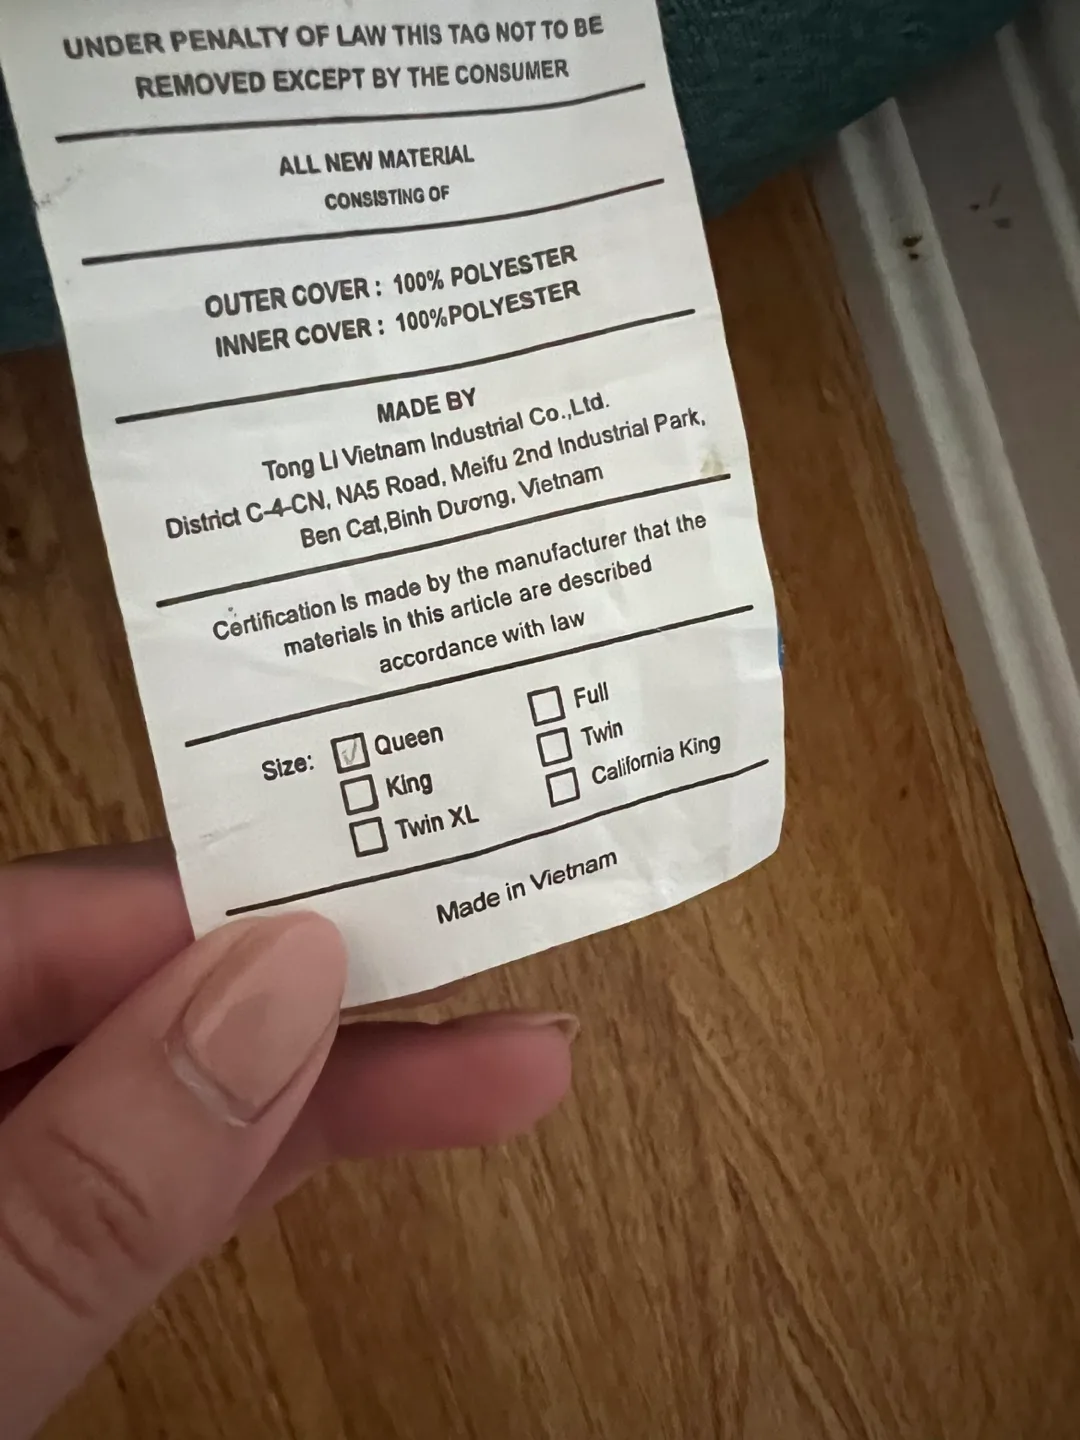 UNDER PENALTY OF LAW THIS TAG NOT TO BE
REMOVED EXCEPT BY THE CONSUMER
ALL NEW MATERIAL
CONSISTING OF
OUTER COVER : 100% POLYESTER
INNER COVER : 100%POLYESTER
MADE BY
Tong Li Vietnam Industrial Co.,Ltd.
District C-4-CN, NA5 Road, Meifu 2nd Industrial Park,
Ben Cat,Binh Dương, Vietnam
Certification Is made by the manufacturer that the
materials in this article are described
accordance with law
Size: ☑ Queen ☐ Full
☐ King ☐ Twin
☐ Twin XL ☐ California King
Made in Vietnam